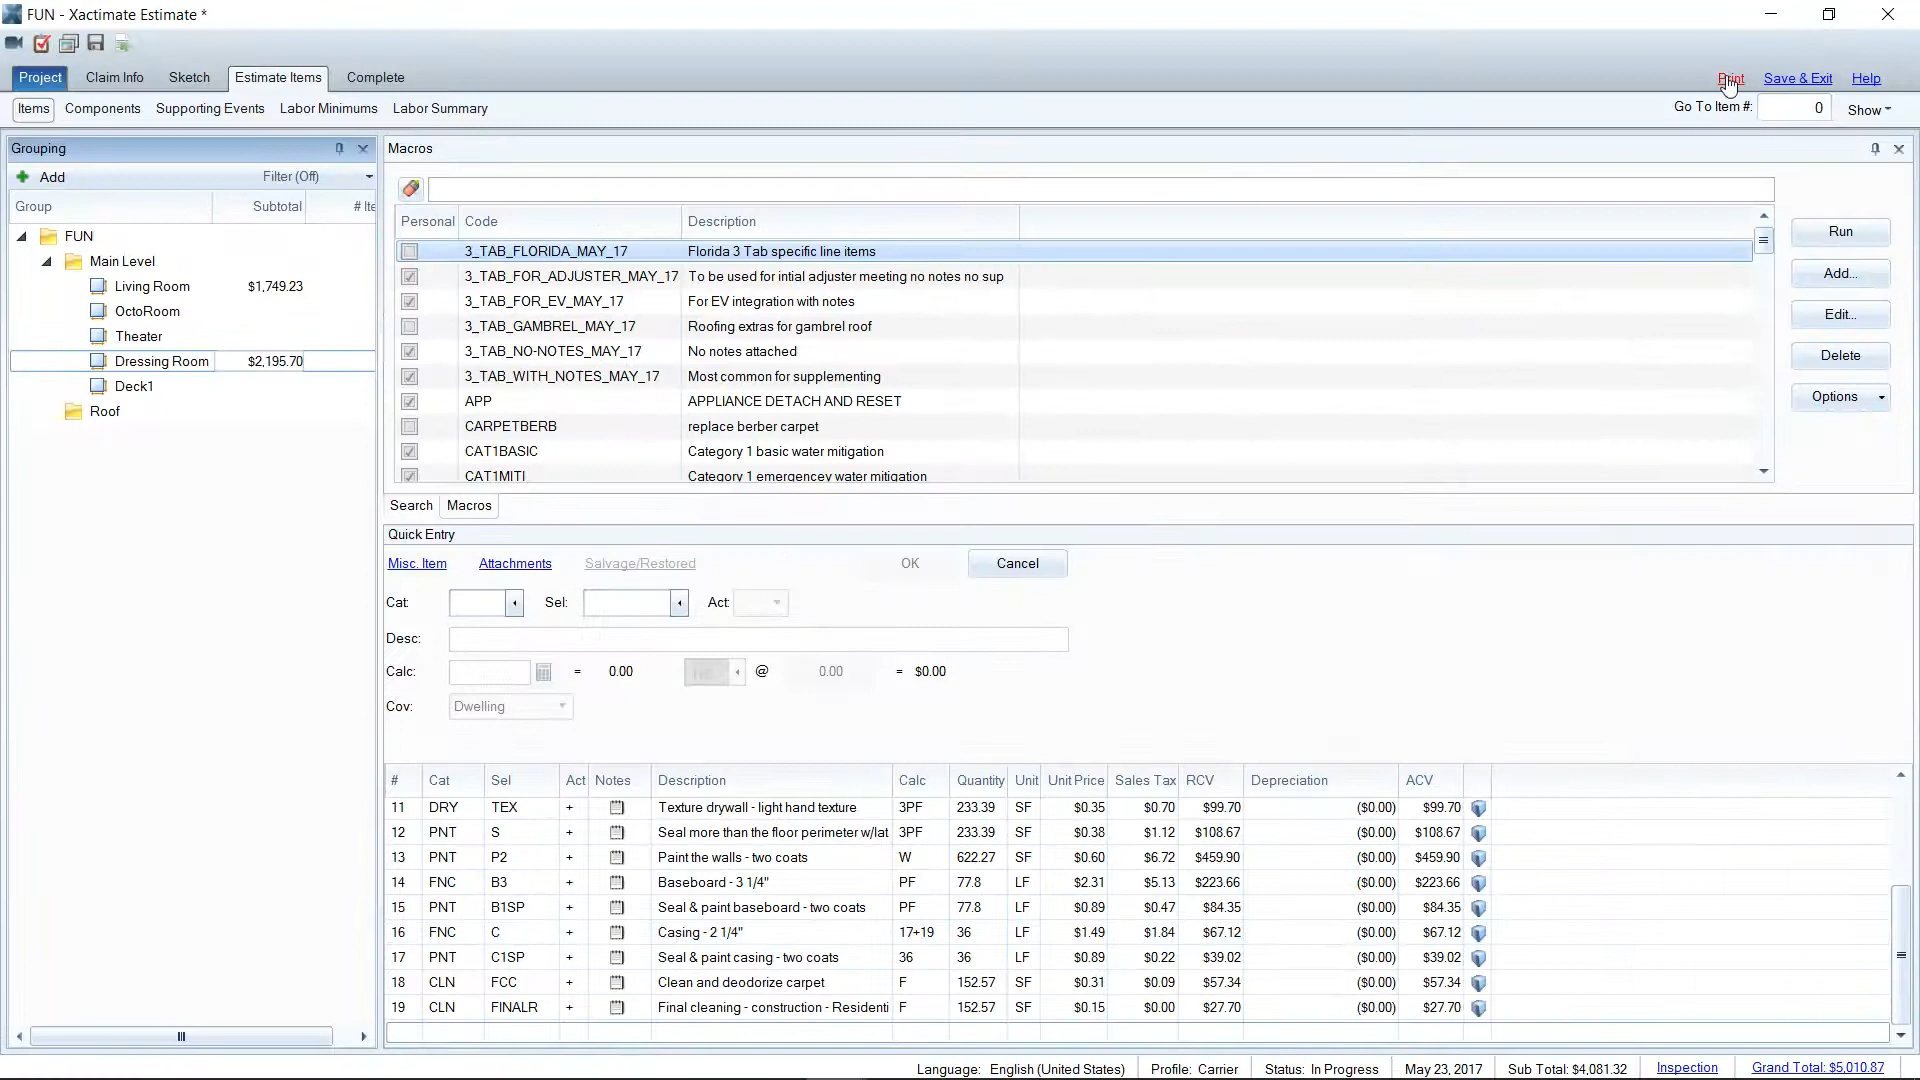 FUN - Xactimate Estimate *
Project Claim Info Sketch Estimate Items Complete Print Save & Exit Help
Items Components Supporting Events Labor Minimums Labor Summary Go To Item #: 0 Show
Grouping Macros
Add Filter (Off)
Group Subtotal # Ite
FUN
Main Level
Living Room $1,749.23
OctoRoom
Theater
Dressing Room $2,195.70
Deck1
Roof
Personal Code Description
3_TAB_FLORIDA_MAY_17 Florida 3 Tab specific line items
3_TAB_FOR_ADJUSTER_MAY_17 To be used for intial adjuster meeting no notes no sup
3_TAB_FOR_EV_MAY_17 For EV integration with notes
3_TAB_GAMBREL_MAY_17 Roofing extras for gambrel roof
3_TAB_NO-NOTES_MAY_17 No notes attached
3_TAB_WITH_NOTES_MAY_17 Most common for supplementing
APP APPLIANCE DETACH AND RESET
CARPETBERB replace berber carpet
CAT1BASIC Category 1 basic water mitigation
CAT1MITI Category 1 emergencey water mitigation
Run
Add...
Edit...
Delete
Options
Search Macros
Quick Entry
Misc. Item Attachments Salvage/Restored OK Cancel
Cat: Sel: Act:
Desc:
Calc: = 0.00 @ 0.00 = $0.00
Cov: Dwelling
# Cat Sel Act Notes Description Calc Quantity Unit Unit Price Sales Tax RCV Depreciation ACV
11 DRY TEX + Texture drywall - light hand texture 3PF 233.39 SF $0.35 $0.70 $99.70 ($0.00) $99.70
12 PNT S + Seal more than the floor perimeter w/lat 3PF 233.39 SF $0.38 $1.12 $108.67 ($0.00) $108.67
13 PNT P2 + Paint the walls - two coats W 622.27 SF $0.60 $6.72 $459.90 ($0.00) $459.90
14 FNC B3 + Baseboard - 3 1/4" PF 77.8 LF $2.31 $5.13 $223.66 ($0.00) $223.66
15 PNT B1SP + Seal & paint baseboard - two coats PF 77.8 LF $0.89 $0.47 $84.35 ($0.00) $84.35
16 FNC C + Casing - 2 1/4" 17+19 36 LF $1.49 $1.84 $67.12 ($0.00) $67.12
17 PNT C1SP + Seal & paint casing - two coats 36 36 LF $0.89 $0.22 $39.02 ($0.00) $39.02
18 CLN FCC + Clean and deodorize carpet F 152.57 SF $0.31 $0.09 $57.34 ($0.00) $57.34
19 CLN FINALR + Final cleaning - construction - Residenti F 152.57 SF $0.15 $0.00 $27.70 ($0.00) $27.70
Language: English (United States) Profile: Carrier Status: In Progress May 23, 2017 Sub Total: $4,081.32 Inspection Grand Total: $5,010.87